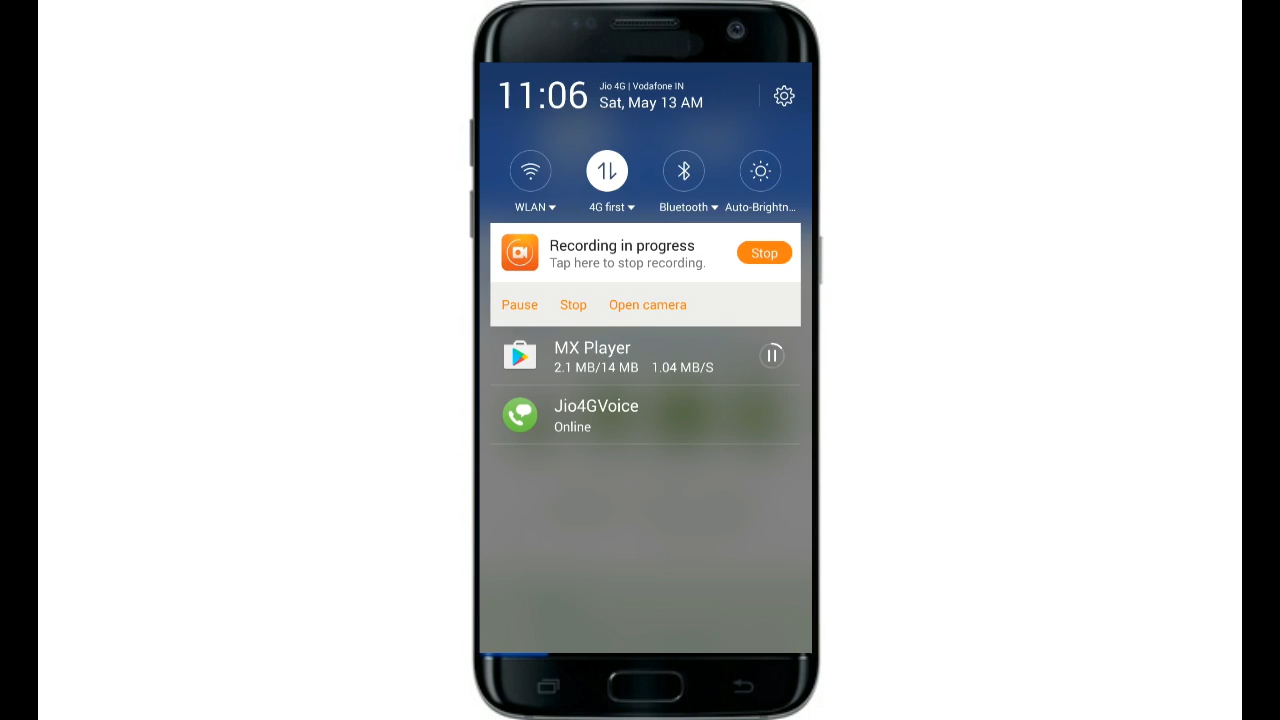 11:06
Jio 4G | Vodafone IN
Sat, May 13 AM
WLAN 4G first Bluetooth Auto-Brightn...
Recording in progress
Tap here to stop recording.
Stop
Pause Stop Open camera
MX Player
2.1 MB/14 MB 1.04 MB/S
Jio4GVoice
Online